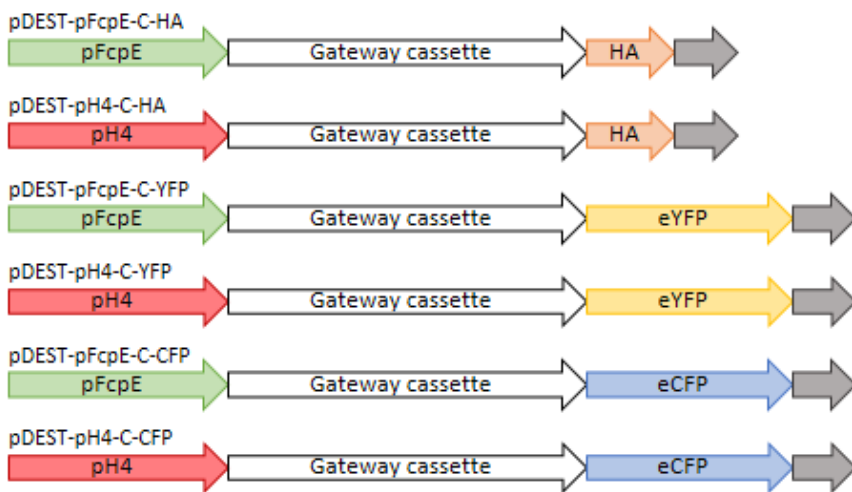 pDEST-pFcpE-C-HA
pFcpE Gateway cassette HA
pDEST-pH4-C-HA
pH4 Gateway cassette HA
pDEST-pFcpE-C-YFP
pFcpE Gateway cassette eYFP
pDEST-pH4-C-YFP
pH4 Gateway cassette eYFP
pDEST-pFcpE-C-CFP
pFcpE Gateway cassette eCFP
pDEST-pH4-C-CFP
pH4 Gateway cassette eCFP